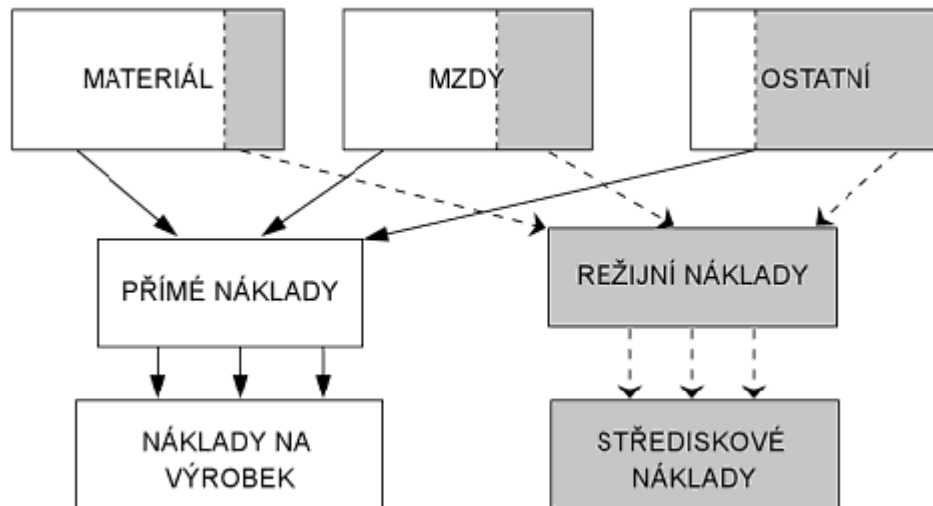 MATERIÁL
MZDY
OSTATNÍ
PŘÍMÉ NÁKLADY
REŽIJNÍ NÁKLADY
NÁKLADY NA
VÝROBEK
STŘEDISKOVÉ
NÁKLADY